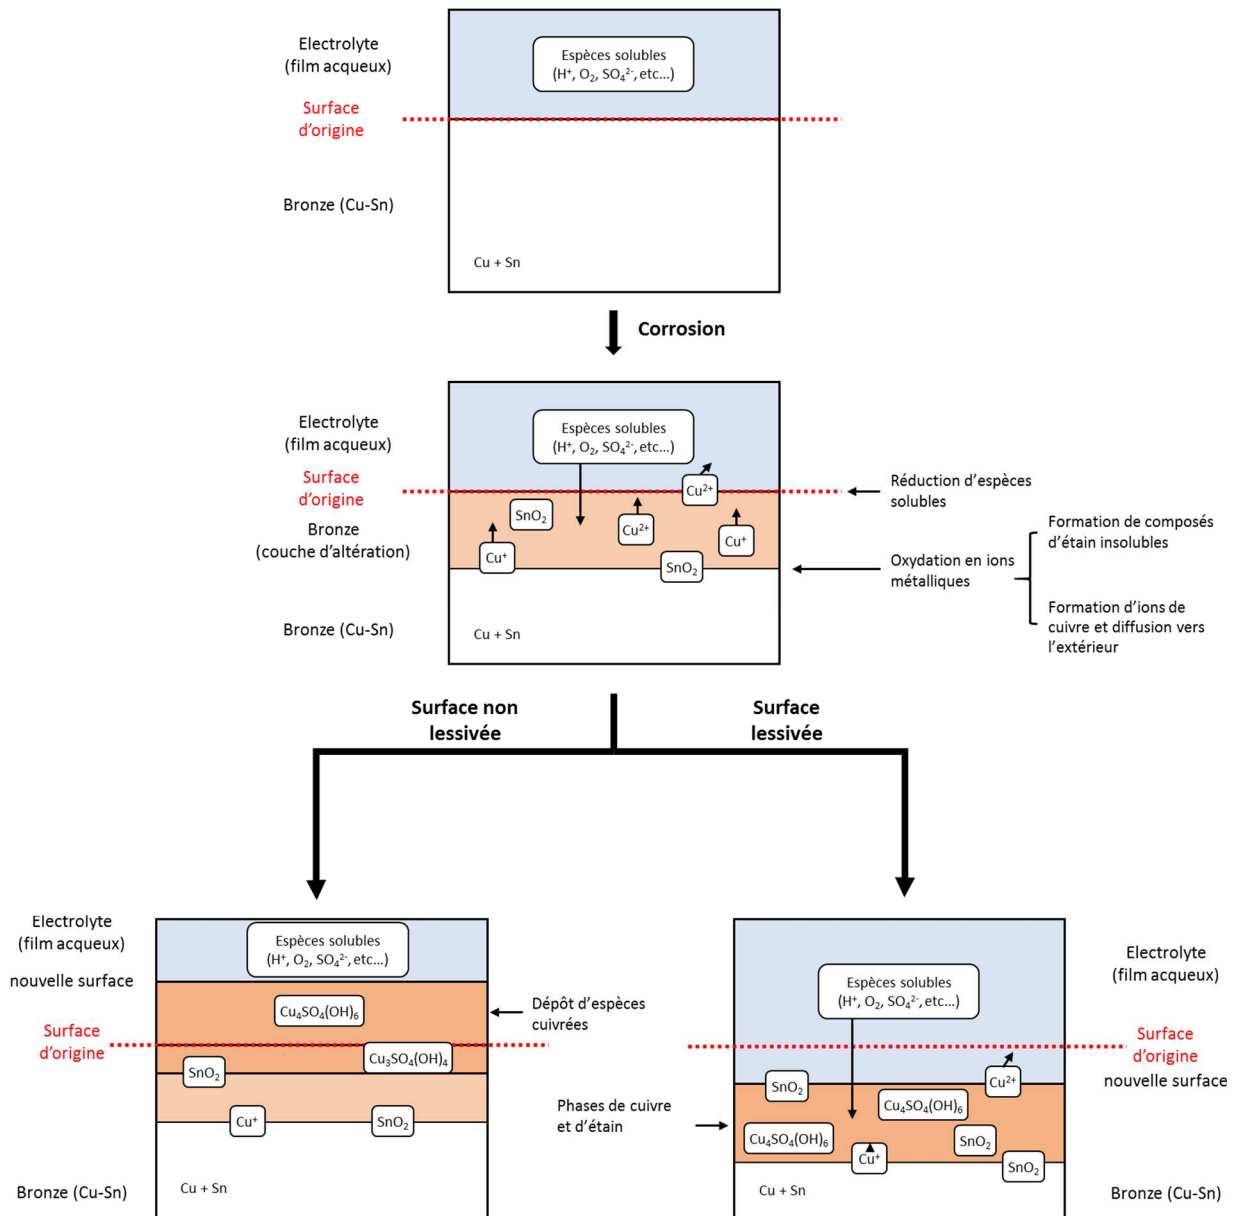 Electrolyte
(film acqueux)
Espèces solubles
(H⁺, O₂, SO₄²⁻, etc...)
Surface
d'origine
Bronze (Cu-Sn)
Cu + Sn
Corrosion
Electrolyte
(film acqueux)
Espèces solubles
(H⁺, O₂, SO₄²⁻, etc...)
Surface
d'origine
Cu²⁺
Réduction d'espèces
solubles
SnO₂
Cu²⁺
Cu⁺
Cu⁺
SnO₂
Bronze
(couche d'altération)
Oxydation en ions
métalliques
Formation de composés
d'étain insolubles
Formation d'ions de
cuivre et diffusion vers
l'extérieur
Bronze (Cu-Sn)
Cu + Sn
Surface non
lessivée
Surface
lessivée
Electrolyte
(film acqueux)
Espèces solubles
(H⁺, O₂, SO₄²⁻, etc...)
nouvelle surface
Cu₄SO₄(OH)₆
Dépôt d'espèces
cuivrées
Surface
d'origine
Cu₃SO₄(OH)₄
SnO₂
Cu⁺
SnO₂
Bronze (Cu-Sn)
Cu + Sn
Electrolyte
(film acqueux)
Espèces solubles
(H⁺, O₂, SO₄²⁻, etc...)
Surface
d'origine
nouvelle surface
SnO₂
Cu²⁺
Cu₄SO₄(OH)₆
Phases de cuivre
et d'étain
Cu₄SO₄(OH)₆
SnO₂
Cu⁺
SnO₂
Cu + Sn
Bronze (Cu-Sn)